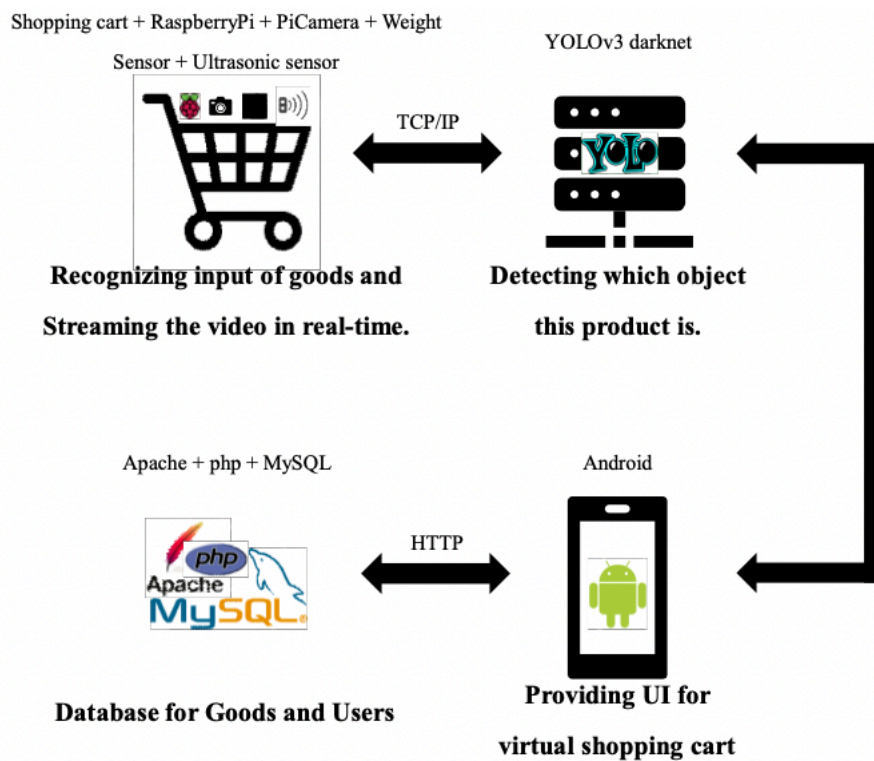 Shopping cart + RaspberryPi + PiCamera + Weight
Sensor + Ultrasonic sensor
TCP/IP
YOLOv3 darknet
YOLO
Recognizing input of goods and
Streaming the video in real-time.
Detecting which object
this product is.
Apache + php + MySQL
Apache
php
MySQL®
HTTP
Android
Database for Goods and Users
Providing UI for
virtual shopping cart